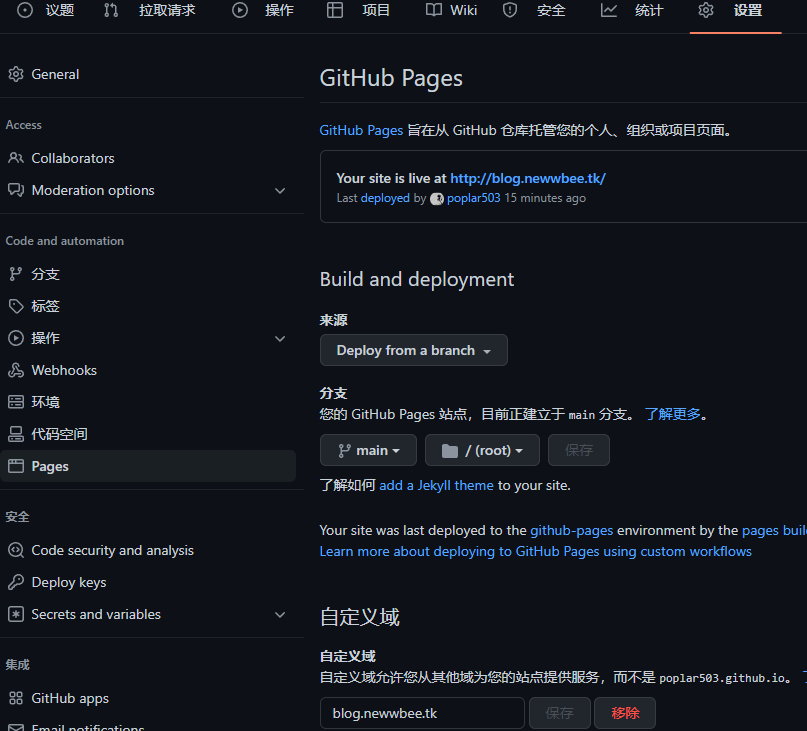 议题 拉取请求 操作 项目 Wiki 安全 统计 设置
General
Access
Collaborators
Moderation options
Code and automation
分支
标签
操作
Webhooks
环境
代码空间
Pages
安全
Code security and analysis
Deploy keys
Secrets and variables
集成
GitHub apps
Email notifications
GitHub Pages
GitHub Pages 旨在从 GitHub 仓库托管您的个人、组织或项目页面。
Your site is live at http://blog.newwbee.tk/
Last deployed by poplar503 15 minutes ago
Build and deployment
来源
Deploy from a branch
分支
您的 GitHub Pages 站点，目前正建立于 main 分支。 了解更多。
main / (root) 保存
了解如何 add a Jekyll theme to your site.
Your site was last deployed to the github-pages environment by the pages buil
Learn more about deploying to GitHub Pages using custom workflows
自定义域
自定义域
自定义域允许您从其他域为您的站点提供服务，而不是 poplar503.github.io。
blog.newwbee.tk 保存 移除